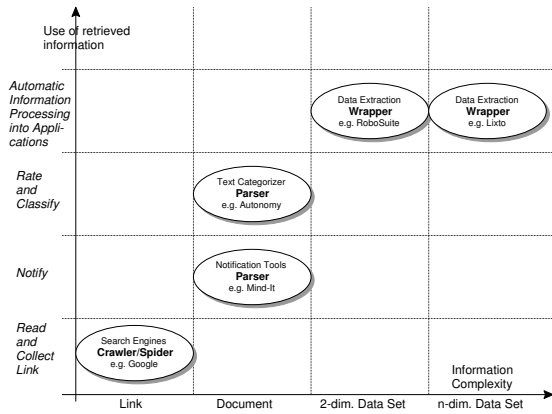 Use of retrieved
information
Automatic
Information
Processing
into Appli-
cations
Data Extraction
Wrapper
e.g. RoboSuite
Data Extraction
Wrapper
e.g. Lixto
Rate
and
Classify
Text Categorizer
Parser
e.g. Autonomy
Notify
Notification Tools
Parser
e.g. Mind-It
Read
and
Collect
Link
Search Engines
Crawler/Spider
e.g. Google
Information
Complexity
Link
Document
2-dim. Data Set
n-dim. Data Set